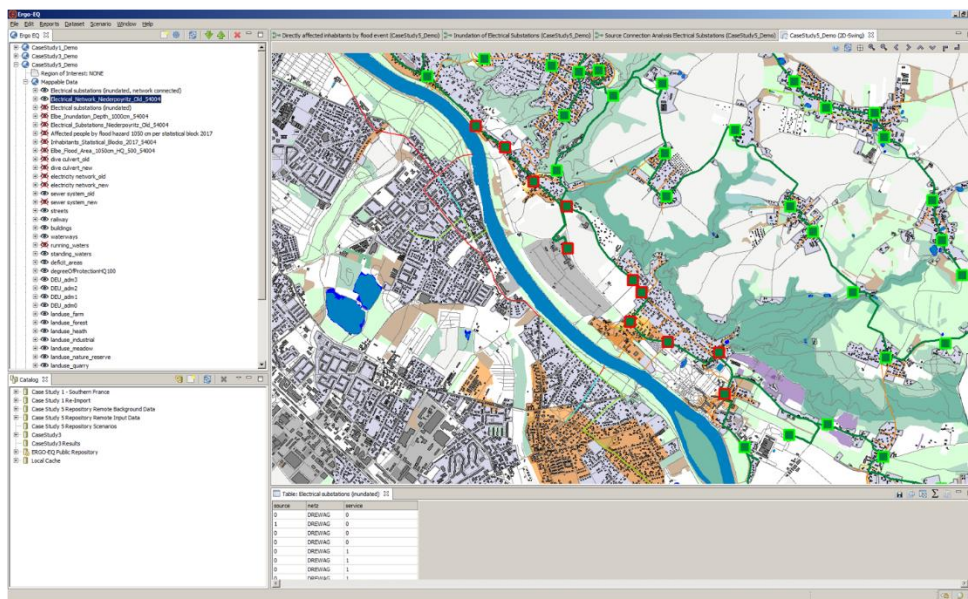 Ergo-EQ
File Edit Reports Dataset Scenario Window Help
Ergo EQ
CaseStudy1_Demo
CaseStudy3_Demo
CaseStudy5_Demo
Region of Interest: NONE
Mappable Data
Electrical substations (inundated, network connected)
Electrical_Network_Niederpoyritz_Old_54004
Electrical substations (inundated)
Elbe_Inundation_Depth_1000cm_54004
Electrical_Substations_Niederpoyritz_Old_54004
Affected people by flood hazard 1050 cm per statistical block 2017
Inhabitants_Statistical_Blocks_2017_54004
Elbe_Flood_Area_1050cm_HQ_500_54004
dive culvert_old
dive culvert_new
electricity network_old
electricity network_new
sewer system_old
sewer system_new
streets
railway
buildings
waterways
running_waters
standing_waters
deficit_areas
degreeOfProtectionHQ100
DEU_adm3
DEU_adm2
DEU_adm1
DEU_adm0
landuse_farm
landuse_forest
landuse_heath
landuse_industrial
landuse_meadow
landuse_nature_reserve
landuse_quarry
Catalog
Case Study 1 - Southern France
Case Study 1 Re-Import
Case Study 5 Repository Remote Background Data
Case Study 5 Repository Remote Input Data
Case Study 5 Repository Scenarios
CaseStudy3
CaseStudy3 Results
ERGO-EQ Public Repository
Local Cache
Directly affected inhabitants by flood event (CaseStudy5_Demo)
Inundation of Electrical Substations (CaseStudy5_Demo)
Source Connection Analysis Electrical Substations (CaseStudy5_Demo)
CaseStudy5_Demo (2D-Swing)
Table: Electrical substations (inundated)
source netz service
0 DREWAG 0
1 DREWAG 0
0 DREWAG 0
0 DREWAG 0
0 DREWAG 1
0 DREWAG 1
0 DREWAG 1
0 DREWAG 1